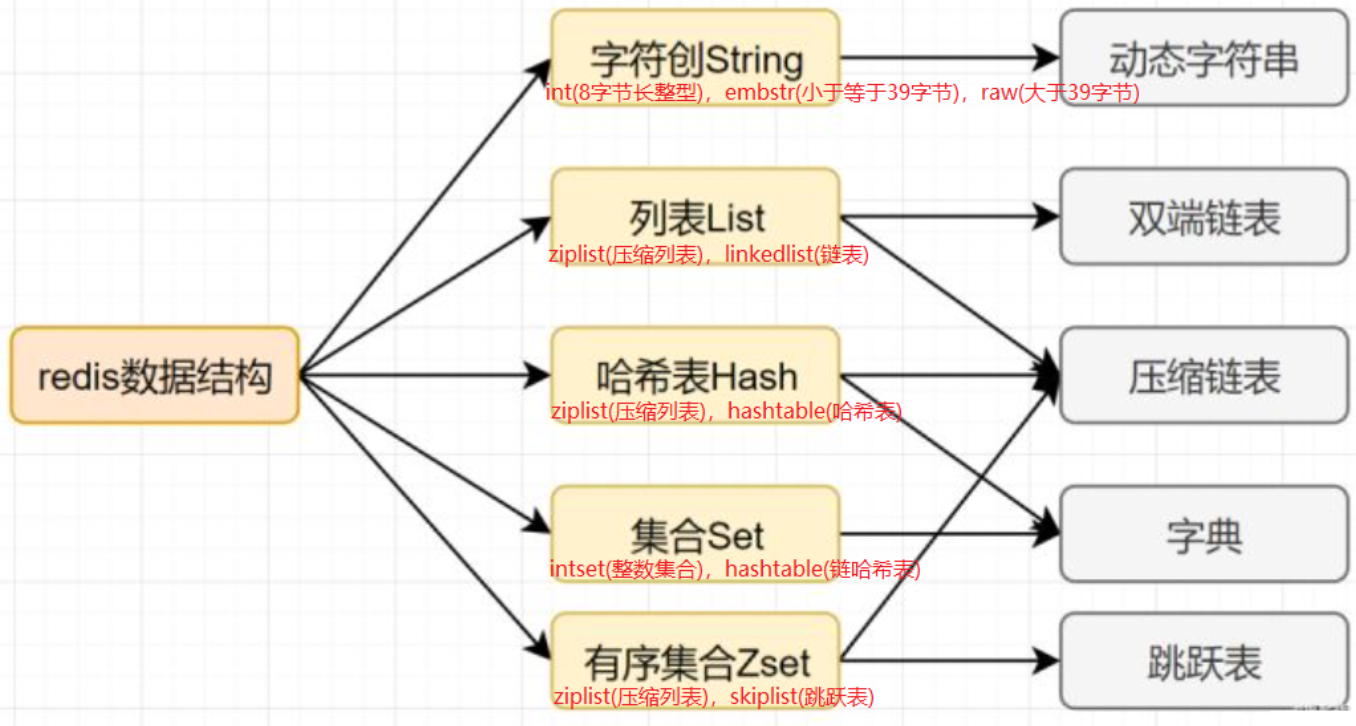 字符创String
动态字符串
int(8字节长整型)，embstr(小于等于39字节)，raw(大于39字节)
列表List
双端链表
ziplist(压缩列表)，linkedlist(链表)
redis数据结构
哈希表Hash
压缩链表
ziplist(压缩列表)，hashtable(哈希表)
集合Set
字典
intset(整数集合)，hashtable(链哈希表)
有序集合Zset
跳跃表
ziplist(压缩列表)，skiplist(跳跃表)